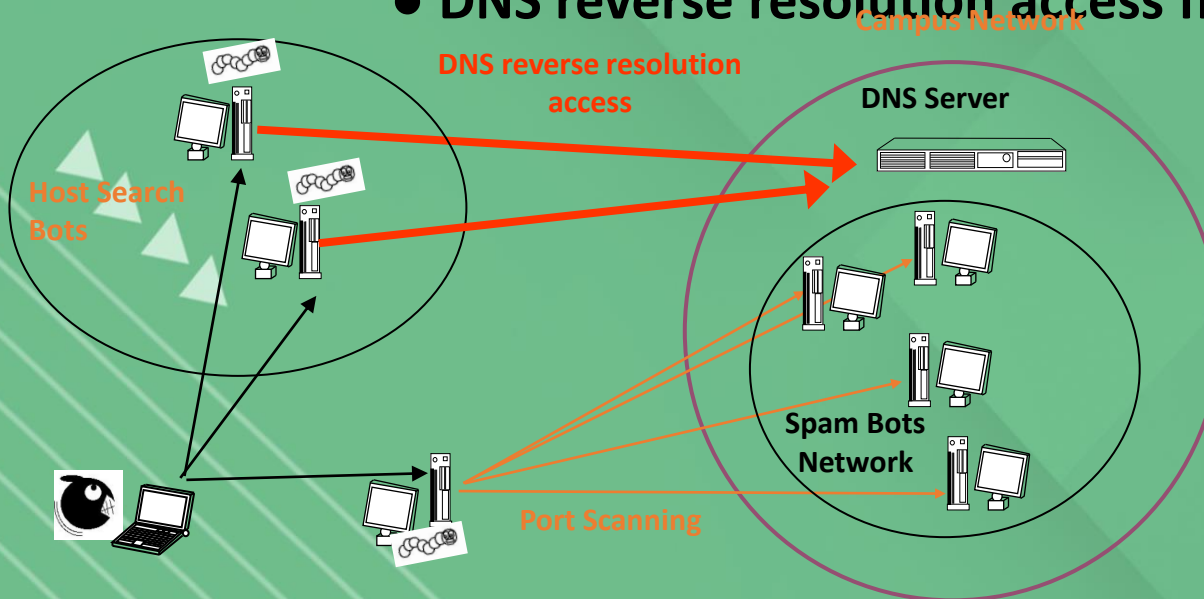 ● DNS reverse resolution access
Campus Network
DNS reverse resolution
access
DNS Server
Host Search
Bots
Spam Bots
Network
Port Scanning